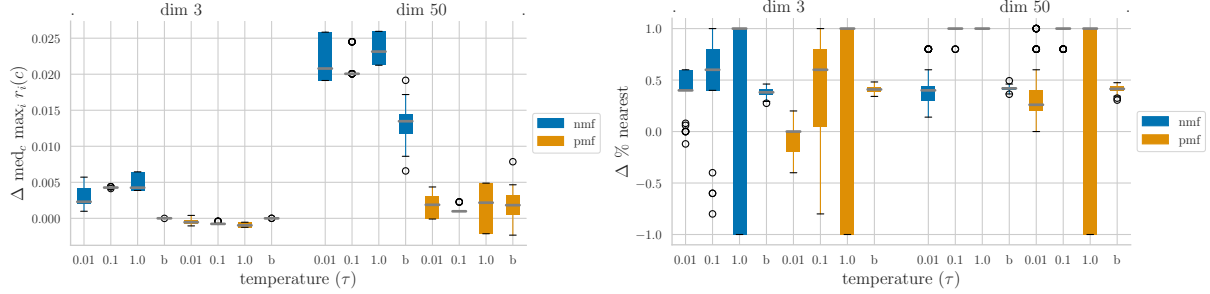 dim 3
dim 50
0.025
0.020
0.015
0.010
0.005
0.000
Δ med_c max_i r_i(c)
0.01 0.1 1.0 b 0.01 0.1 1.0 b 0.01 0.1 1.0 b 0.01 0.1 1.0 b
temperature (τ)
nmf
pmf
dim 3
dim 50
1.0
0.5
0.0
−0.5
−1.0
Δ % nearest
0.01 0.1 1.0 b 0.01 0.1 1.0 b 0.01 0.1 1.0 b 0.01 0.1 1.0 b
temperature (τ)
nmf
pmf